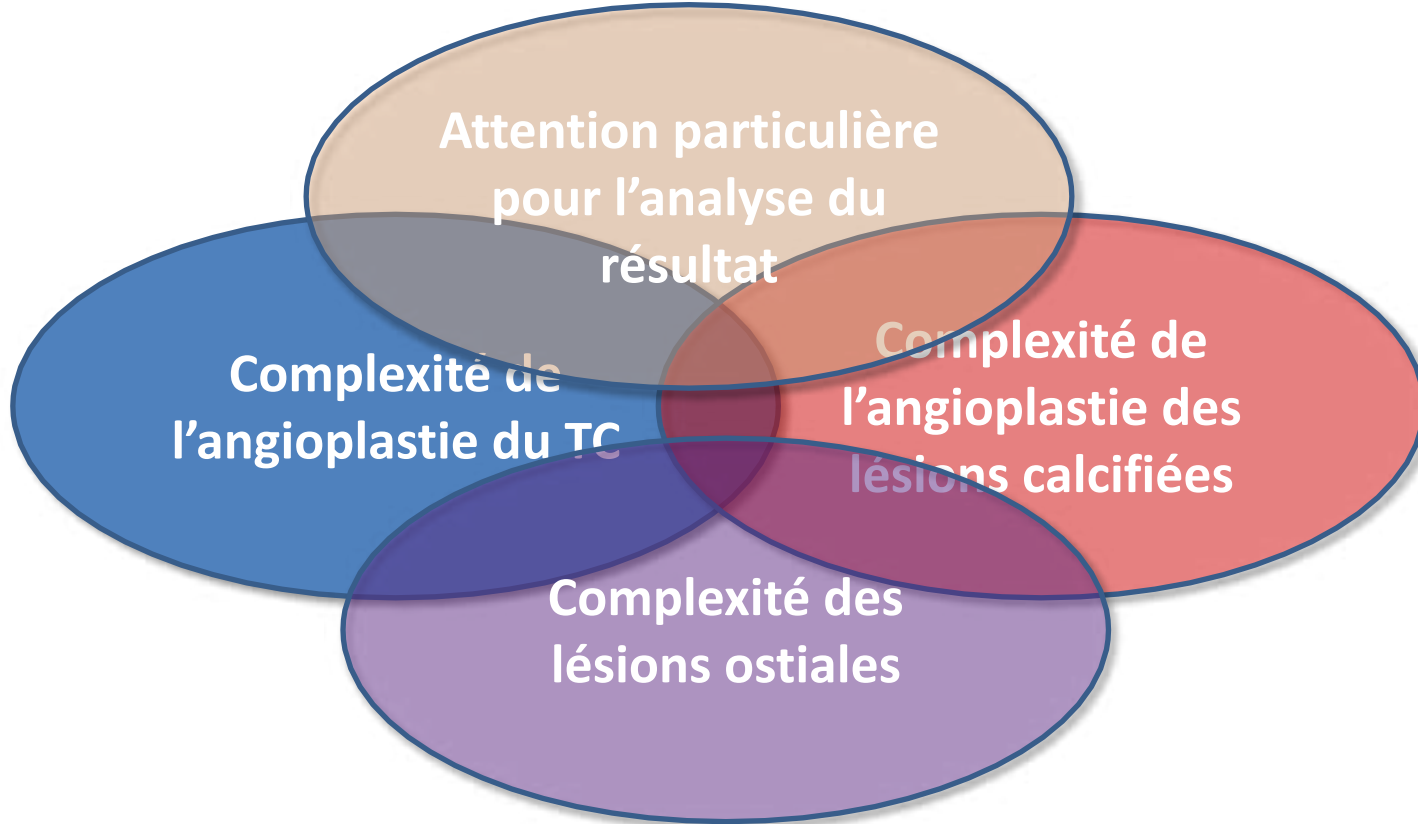 Attention particulière
pour l’analyse du
résultat
Complexité de
l’angioplastie du TC
Complexité de
l’angioplastie des
lésions calcifiées
Complexité des
lésions ostiales